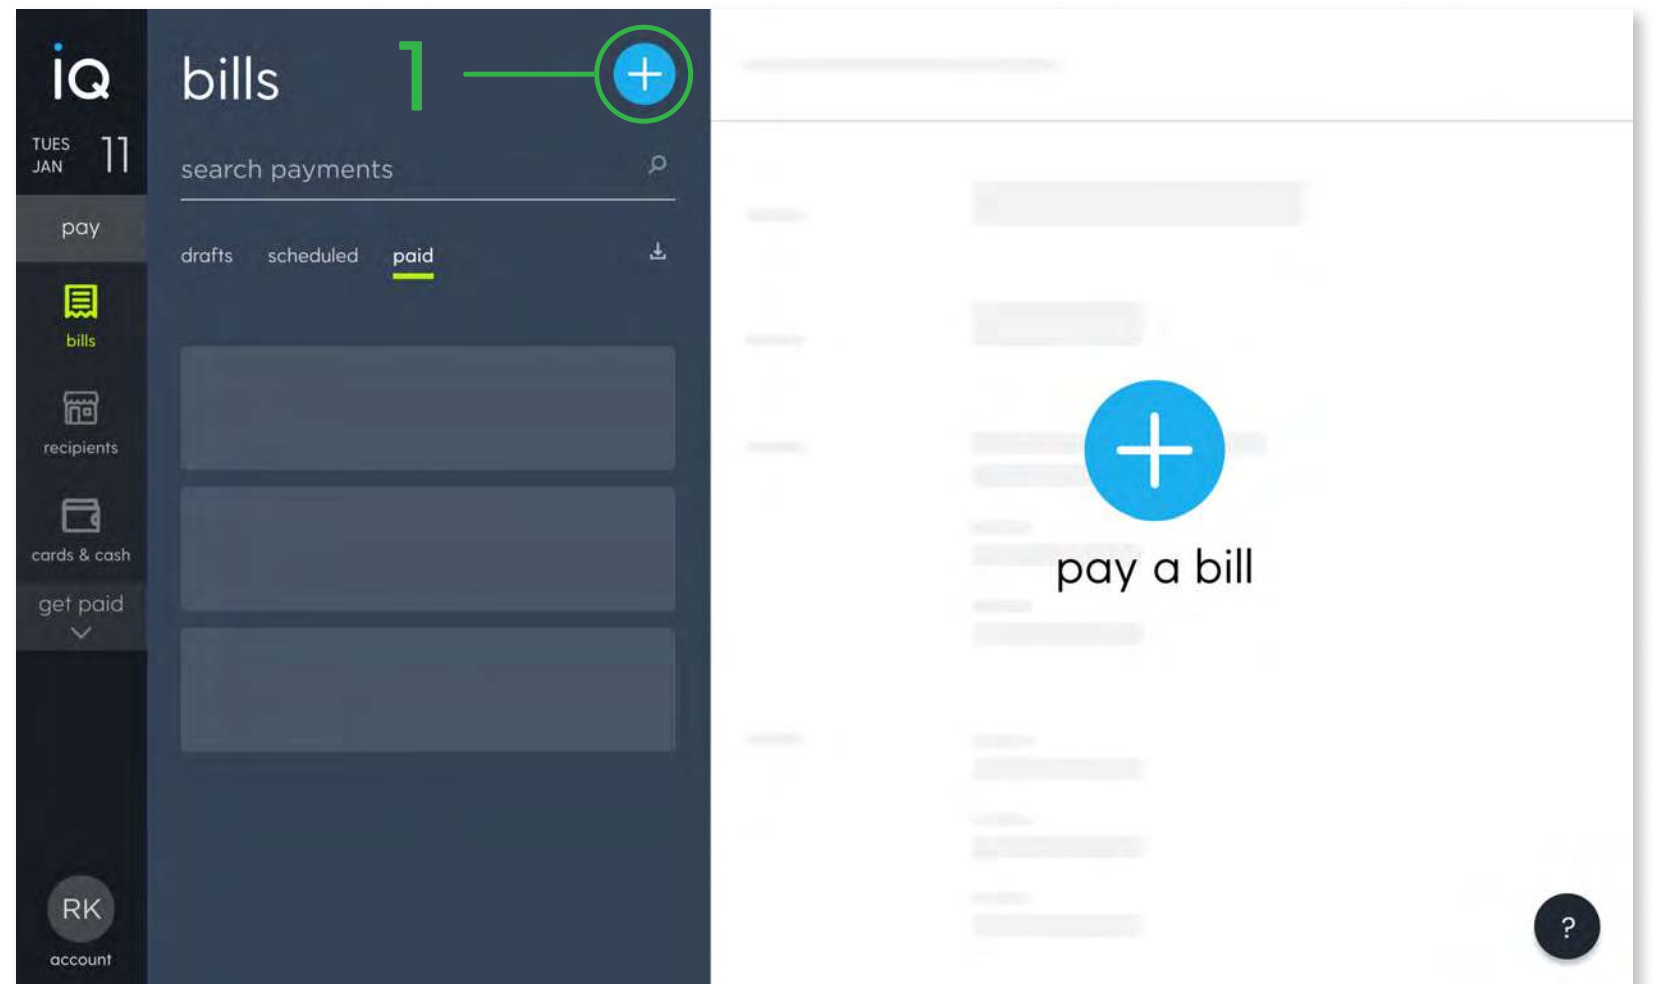 iQ
TUES
JAN
11
pay
bills
recipients
cards & cash
get paid
RK
account
bills
1
search payments
drafts scheduled paid
pay a bill
?